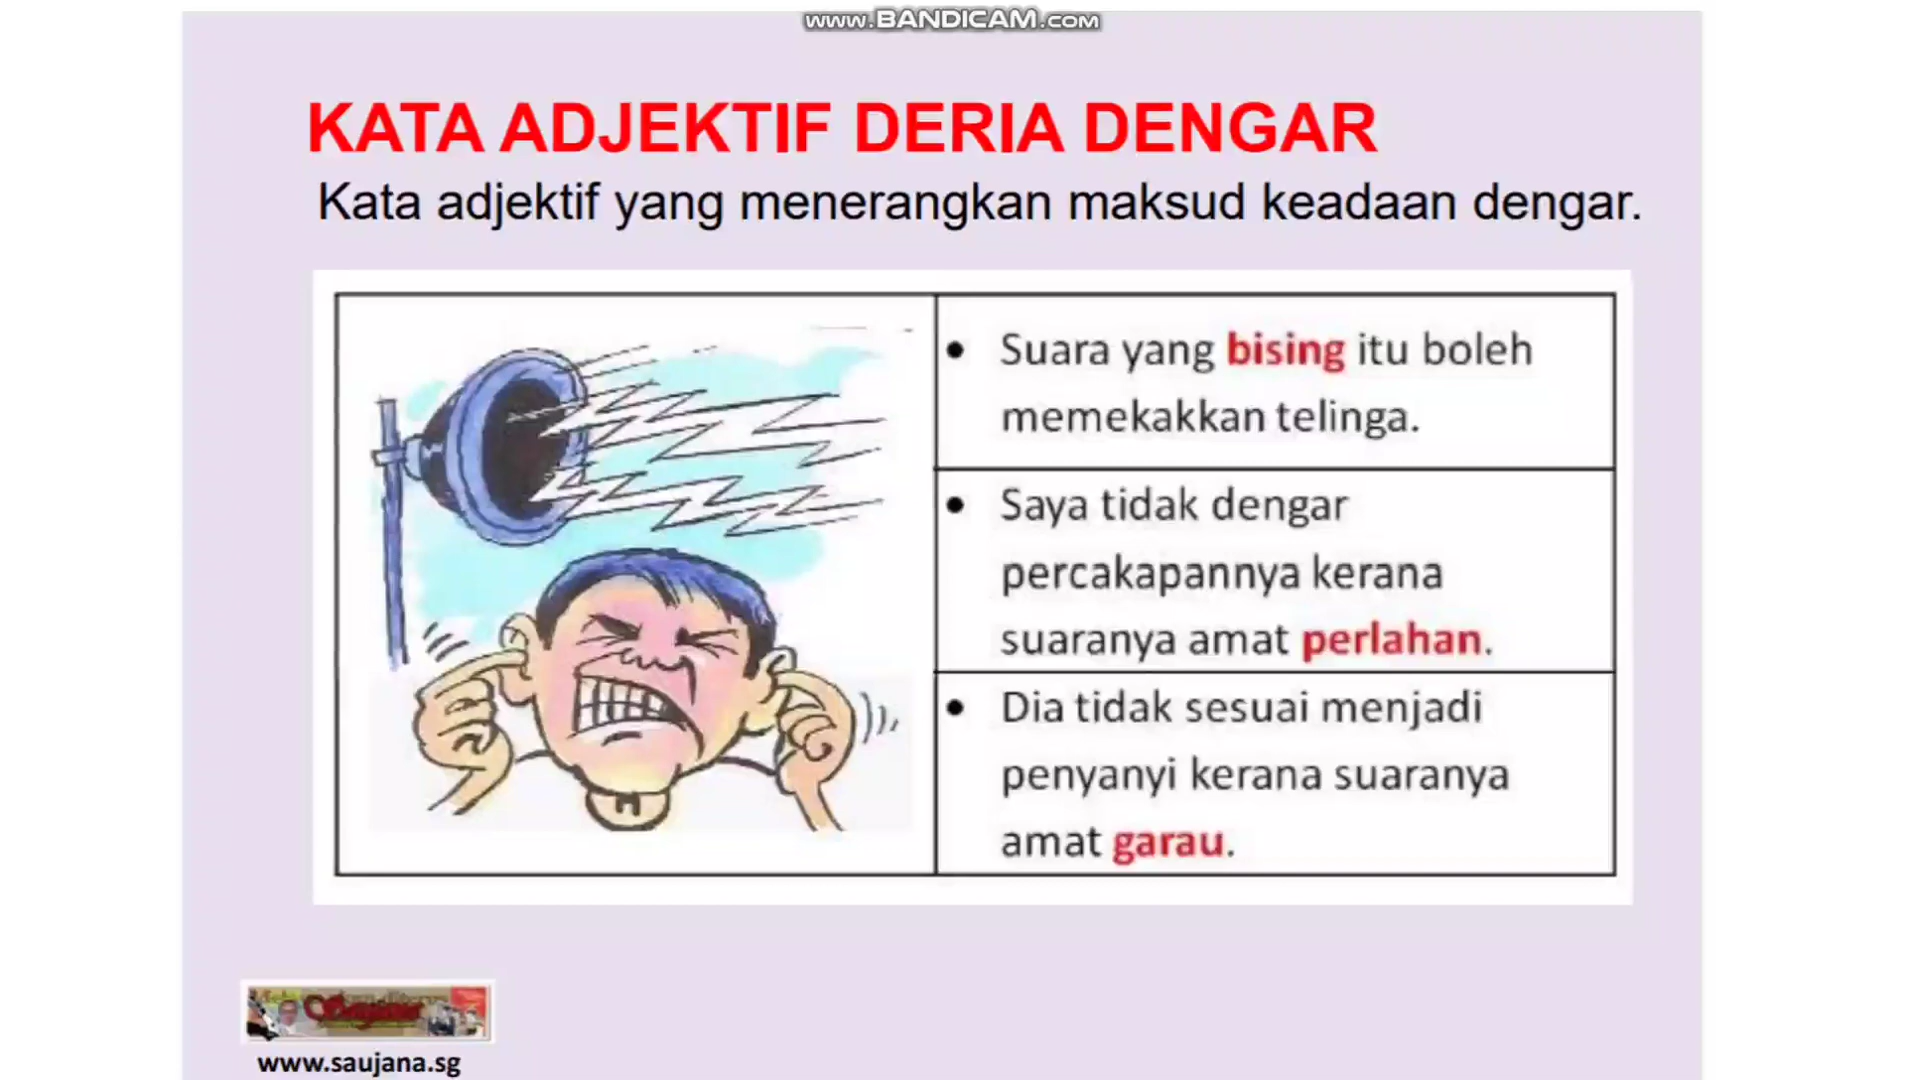 www.BANDICAM.com
KATA ADJEKTIF DERIA DENGAR
Kata adjektif yang menerangkan maksud keadaan dengar.
• Suara yang bising itu boleh
memekakkan telinga.
• Saya tidak dengar
percakapannya kerana
suaranya amat perlahan.
• Dia tidak sesuai menjadi
penyanyi kerana suaranya
amat garau.
www.saujana.sg